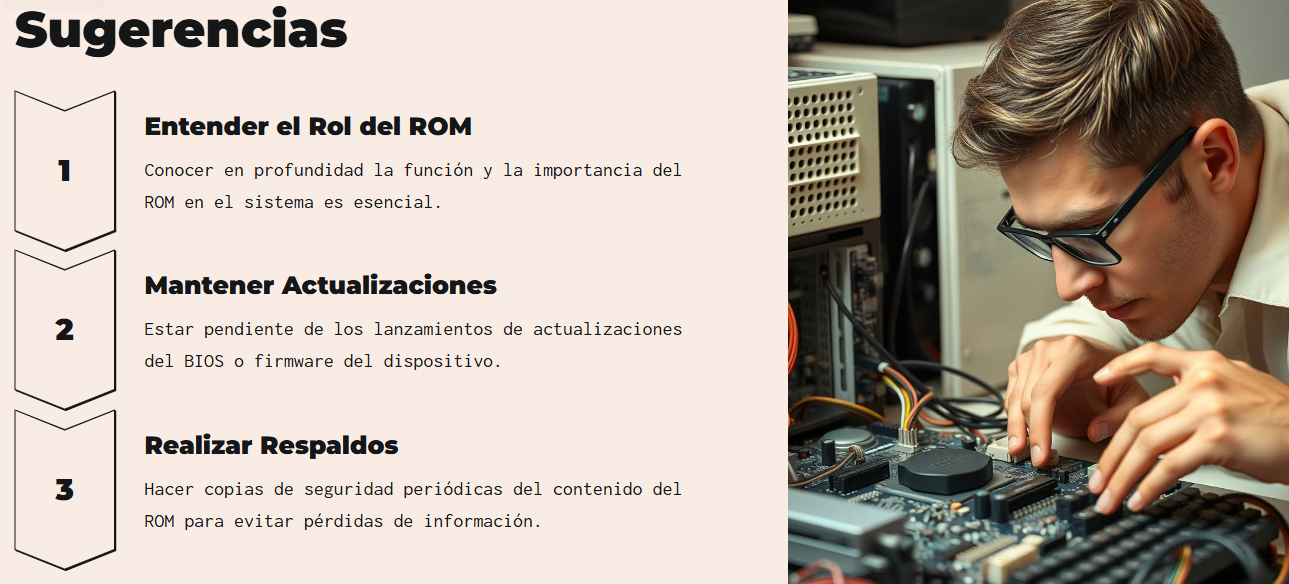 Sugerencias
1
Entender el Rol del ROM
Conocer en profundidad la función y la importancia del
ROM en el sistema es esencial.
2
Mantener Actualizaciones
Estar pendiente de los lanzamientos de actualizaciones
del BIOS o firmware del dispositivo.
3
Realizar Respaldos
Hacer copias de seguridad periódicas del contenido del
ROM para evitar pérdidas de información.